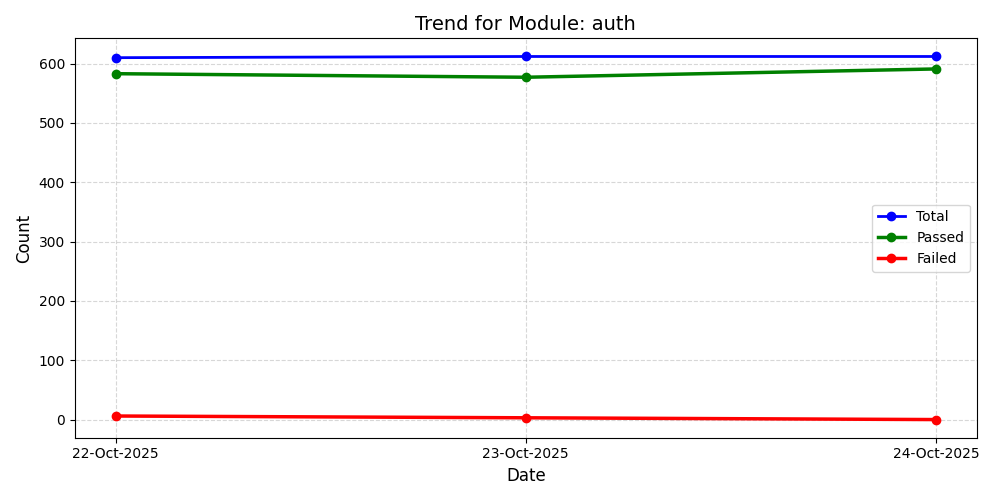 Trend for Module: auth
600
500
400
300
200
100
0
Count
Total
Passed
Failed
22-Oct-2025 23-Oct-2025 24-Oct-2025
Date